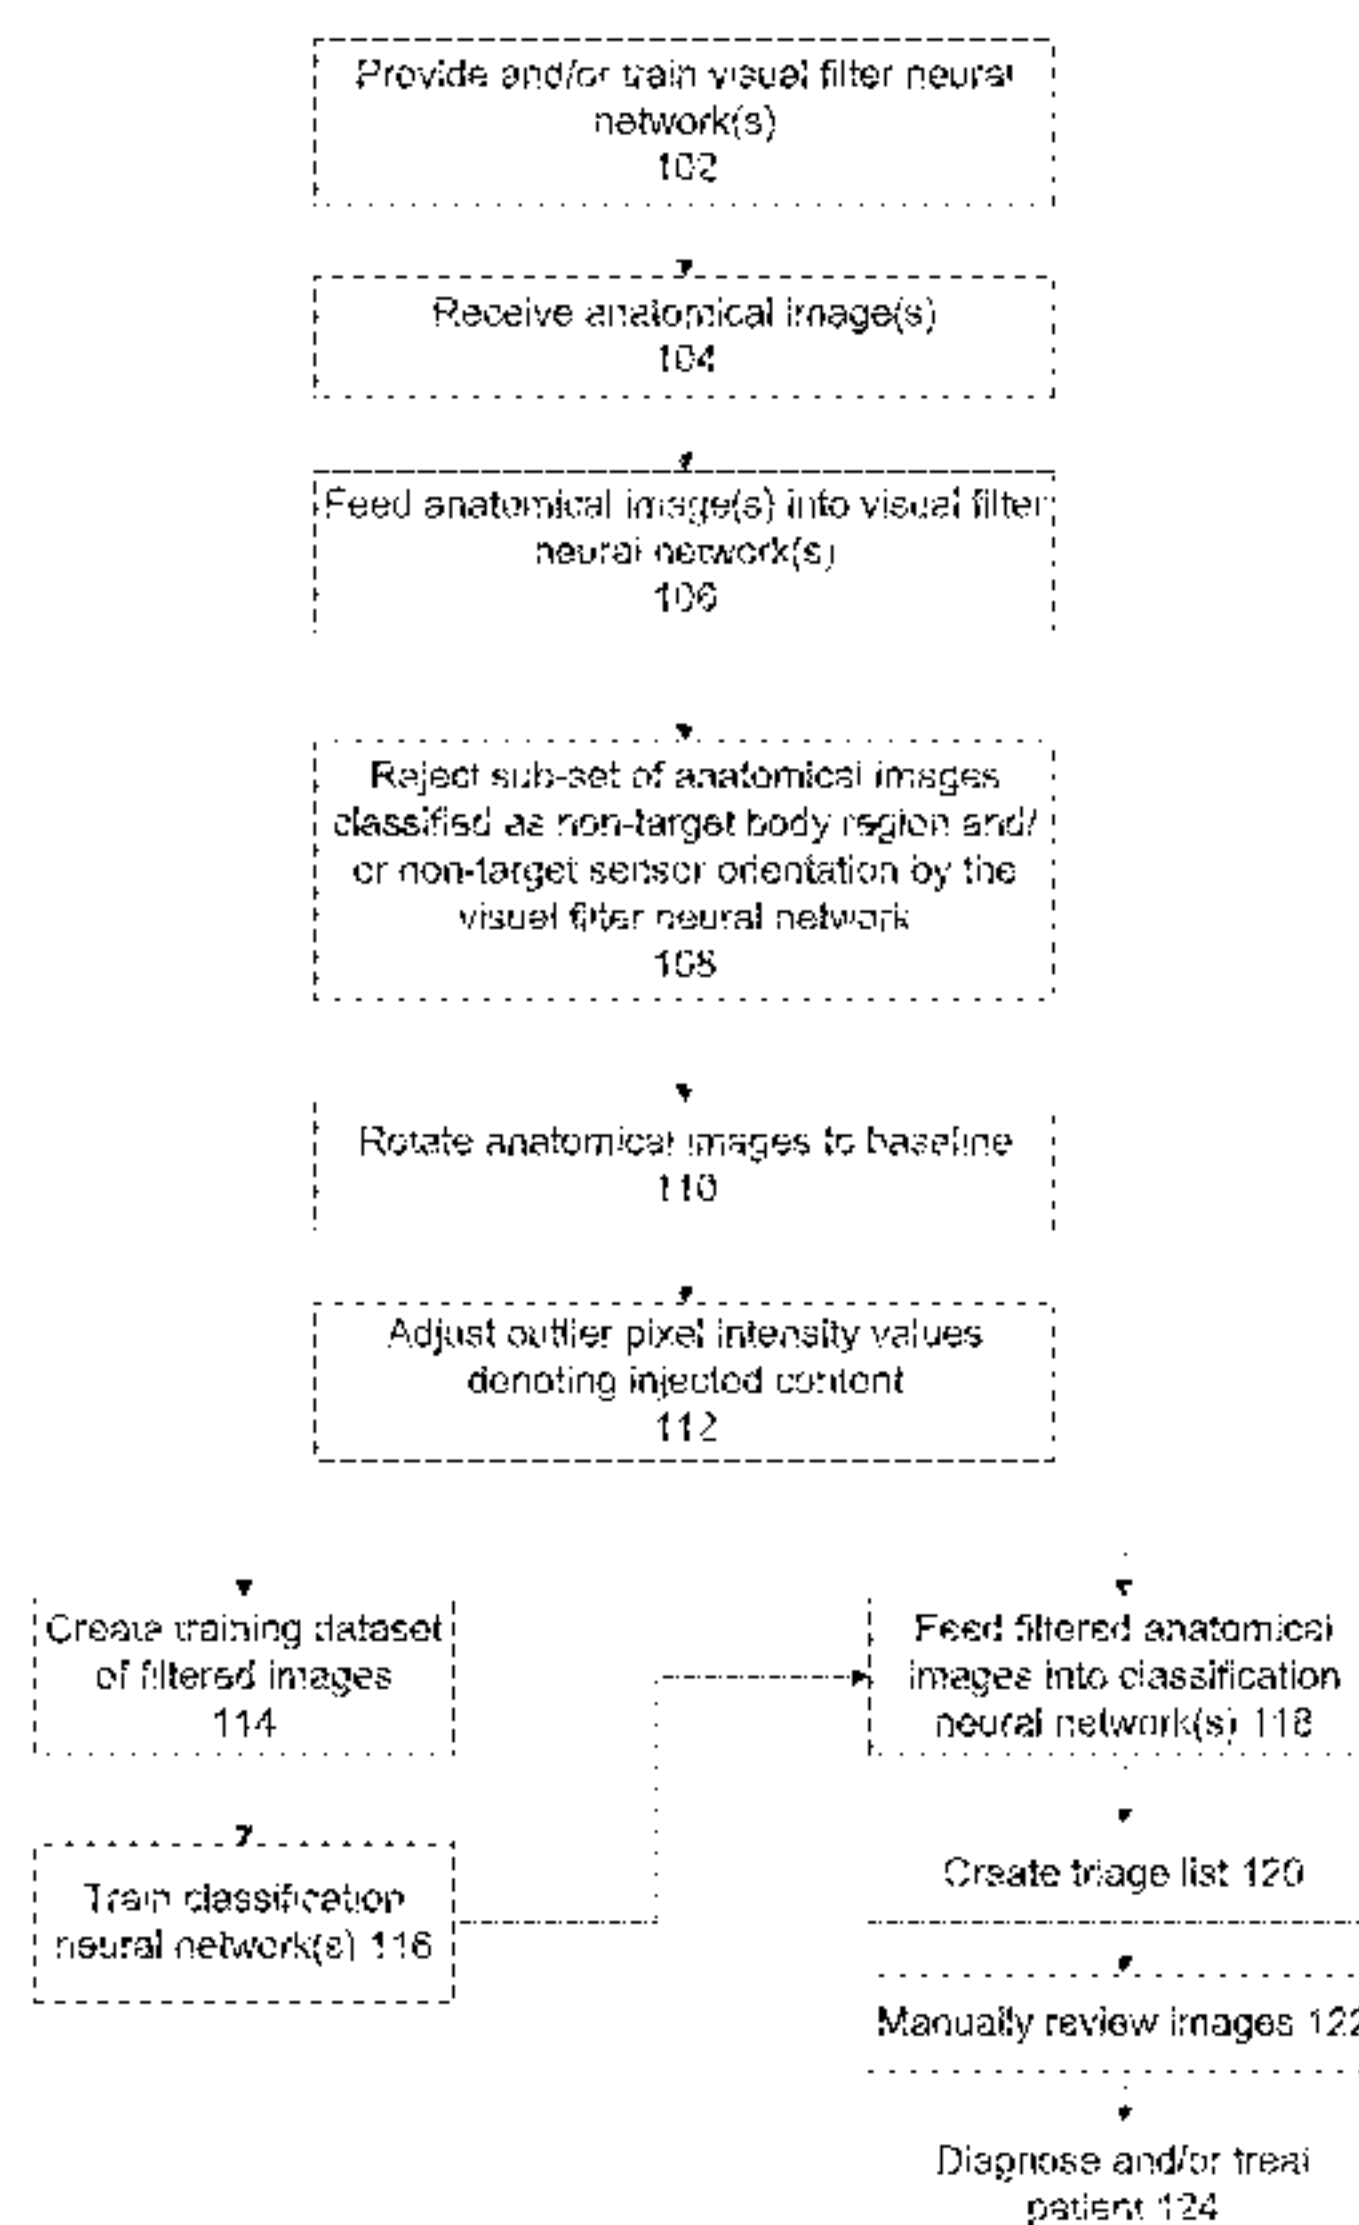 Provide and/or train visual filter neural
network(s)
102
Receive anatomical image(s)
104
Feed anatomical image(s) into visual filter
neural network(s)
106
Reject sub-set of anatomical images
classified as non-target body region and/
or non-target sensor orientation by the
visual filter neural network
108
Rotate anatomical images to baseline
110
Adjust outlier pixel intensity values
denoting injected content
112
Create training dataset
of filtered images
114
Train classification
neural network(s) 116
Feed filtered anatomical
images into classification
neural network(s) 118
Create triage list 120
Manually review images 122
Diagnose and/or treat
patient 124